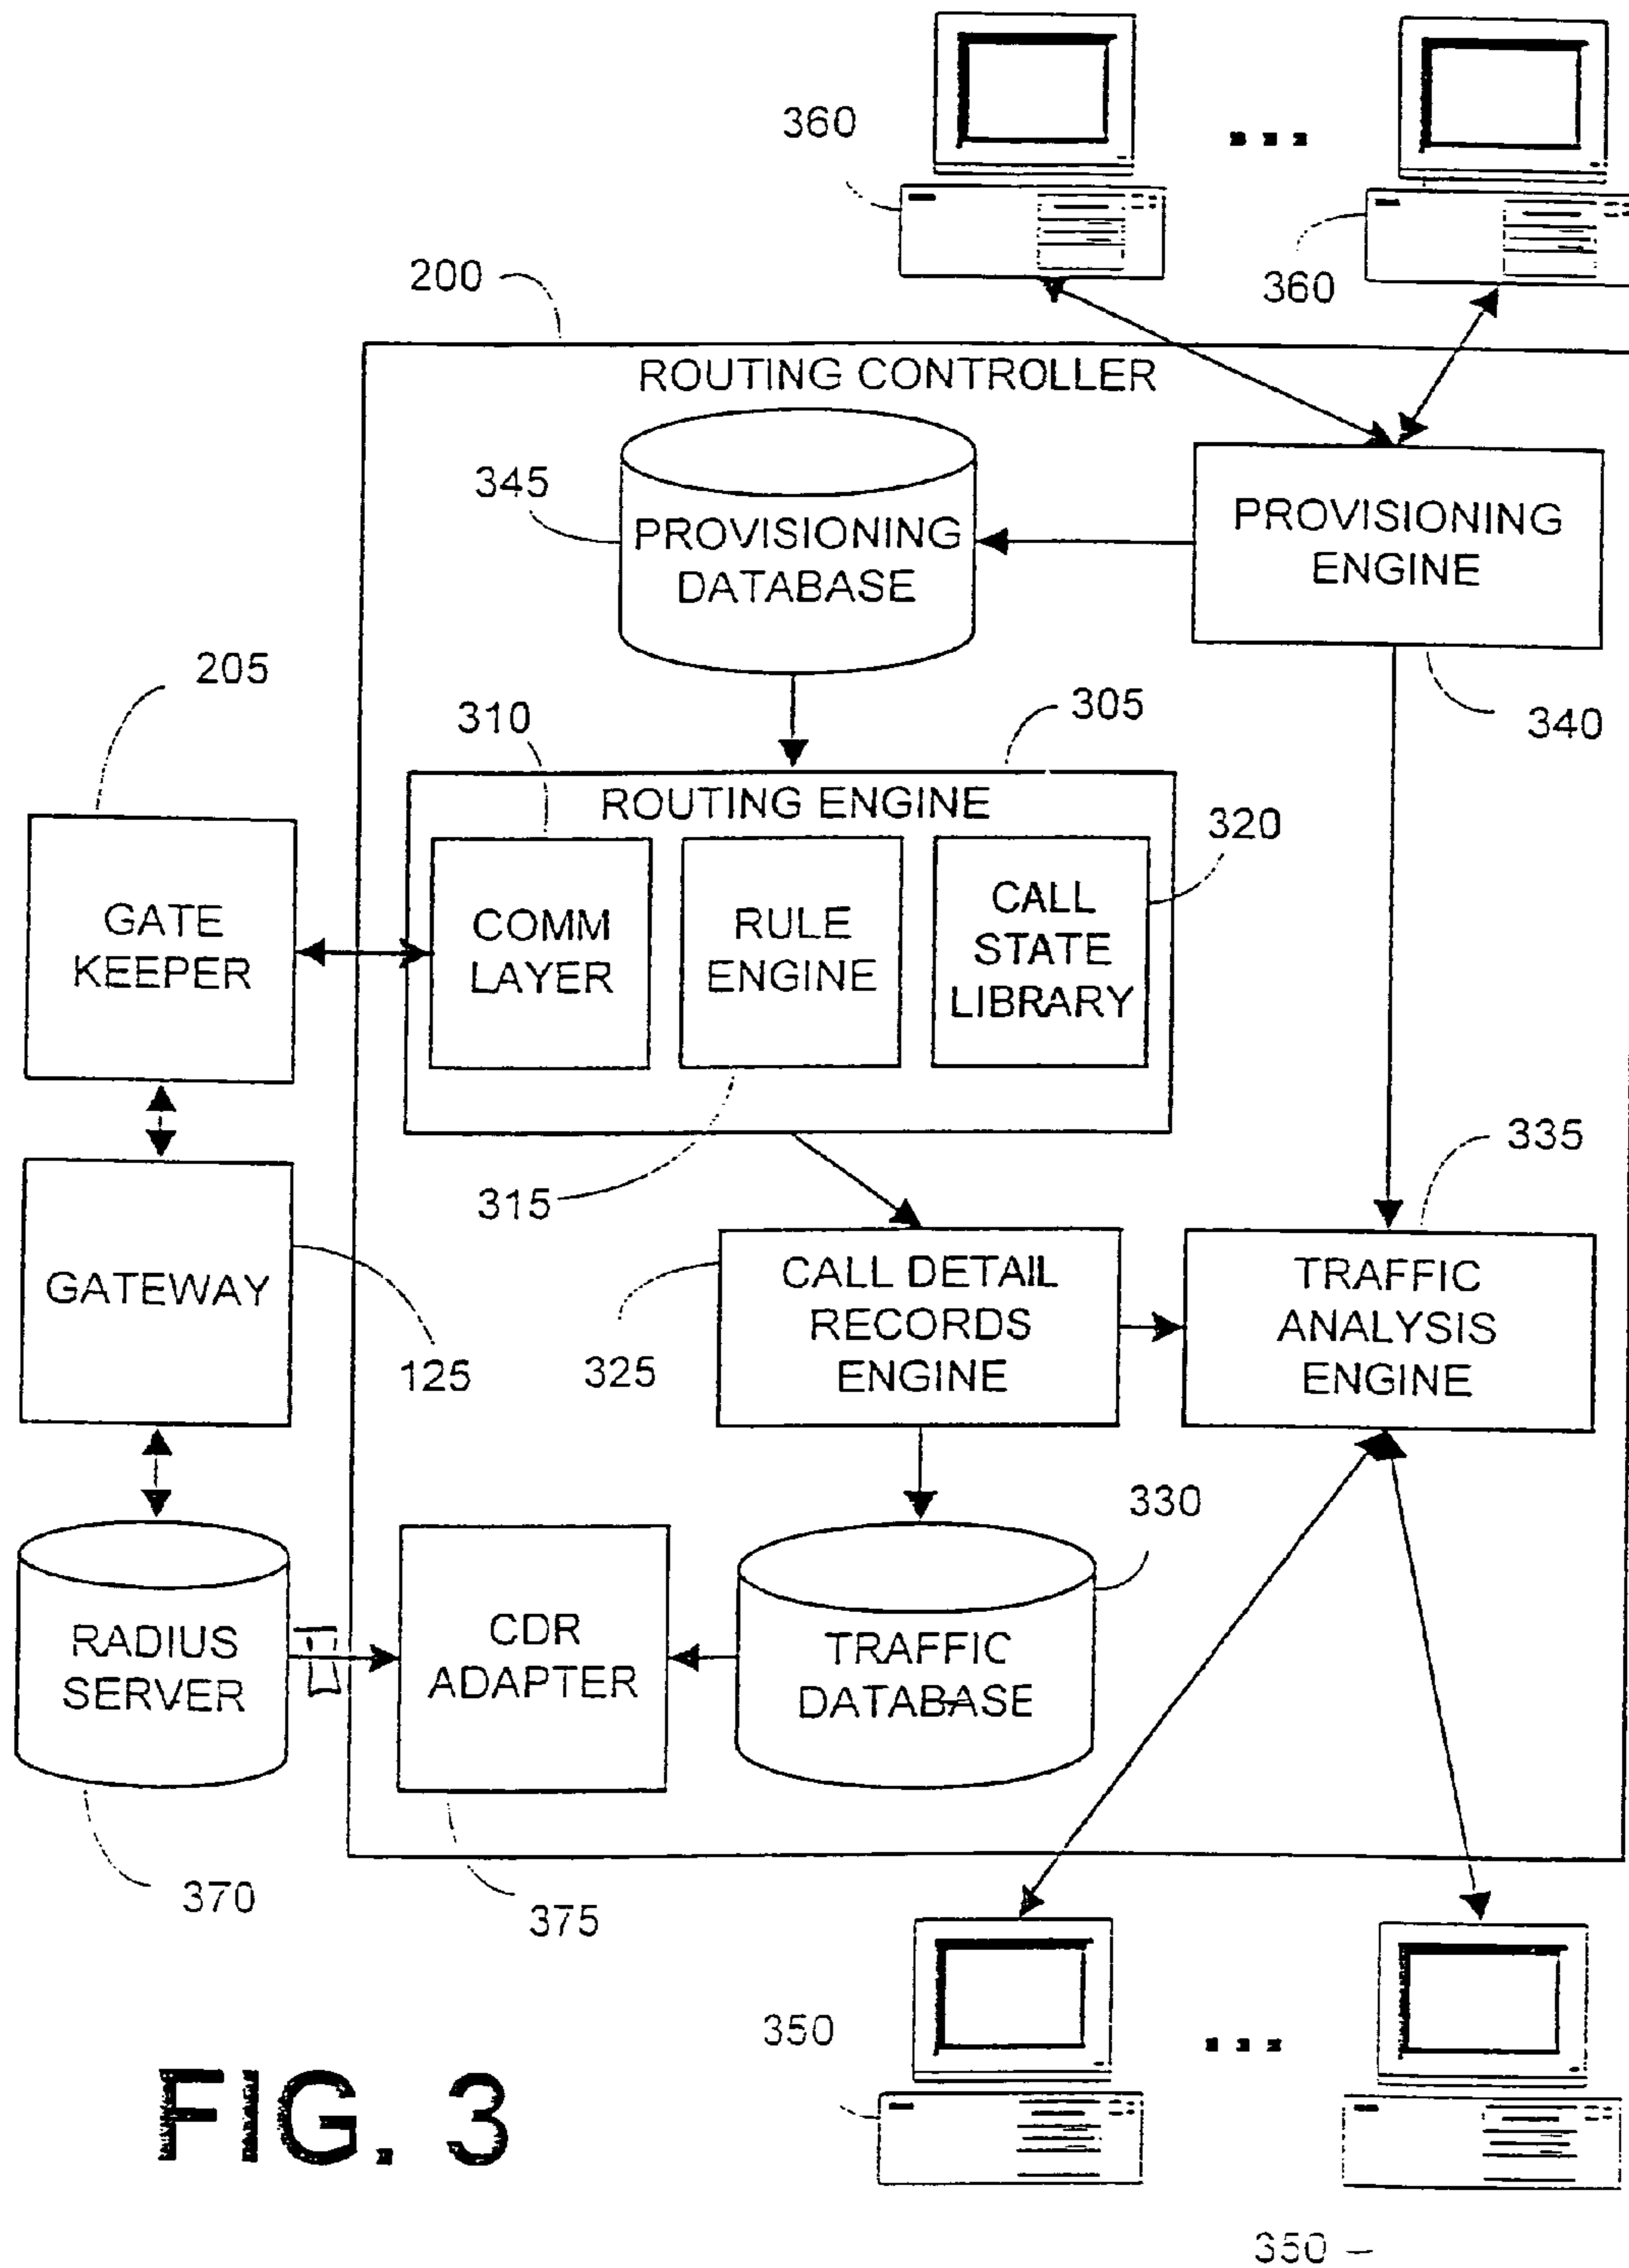 360
360
200
ROUTING CONTROLLER
345
PROVISIONING
DATABASE
PROVISIONING
ENGINE
205
310
305
340
ROUTING ENGINE
320
GATE
KEEPER
COMM
LAYER
RULE
ENGINE
CALL
STATE
LIBRARY
315
335
GATEWAY
125
325
CALL DETAIL
RECORDS
ENGINE
TRAFFIC
ANALYSIS
ENGINE
330
RADIUS
SERVER
CDR
ADAPTER
TRAFFIC
DATABASE
370
375
350
FIG. 3
350